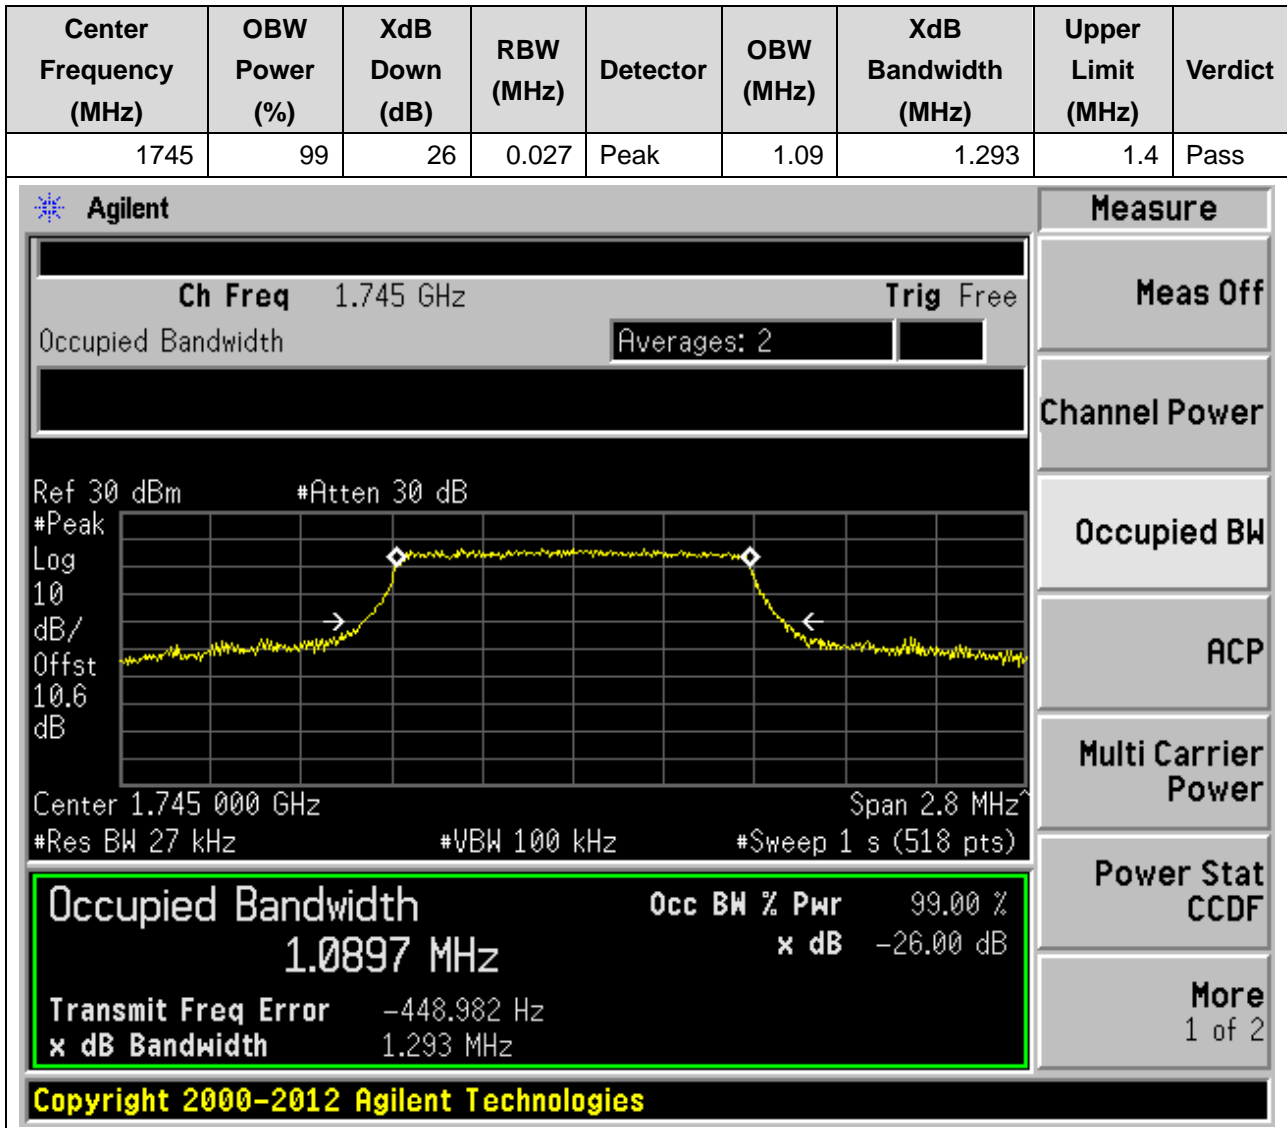 Center Frequency (MHz) OBW Power (%) XdB Down (dB) RBW (MHz) Detector OBW (MHz) XdB Bandwidth (MHz) Upper Limit (MHz) Verdict
1745 99 26 0.027 Peak 1.09 1.293 1.4 Pass
Agilent
Measure
Ch Freq 1.745 GHz Trig Free
Occupied Bandwidth Averages: 2
Meas Off
Channel Power
Occupied BW
ACP
Multi Carrier
Power
Power Stat
CCDF
More
1 of 2
Ref 30 dBm #Atten 30 dB
#Peak
Log
10
dB/
Offst
10.6
dB
Center 1.745 000 GHz Span 2.8 MHz^
#Res BW 27 kHz #VBW 100 kHz #Sweep 1 s (518 pts)
Occupied Bandwidth Occ BW % Pwr 99.00 %
1.0897 MHz x dB -26.00 dB
Transmit Freq Error -448.982 Hz
x dB Bandwidth 1.293 MHz
Copyright 2000-2012 Agilent Technologies